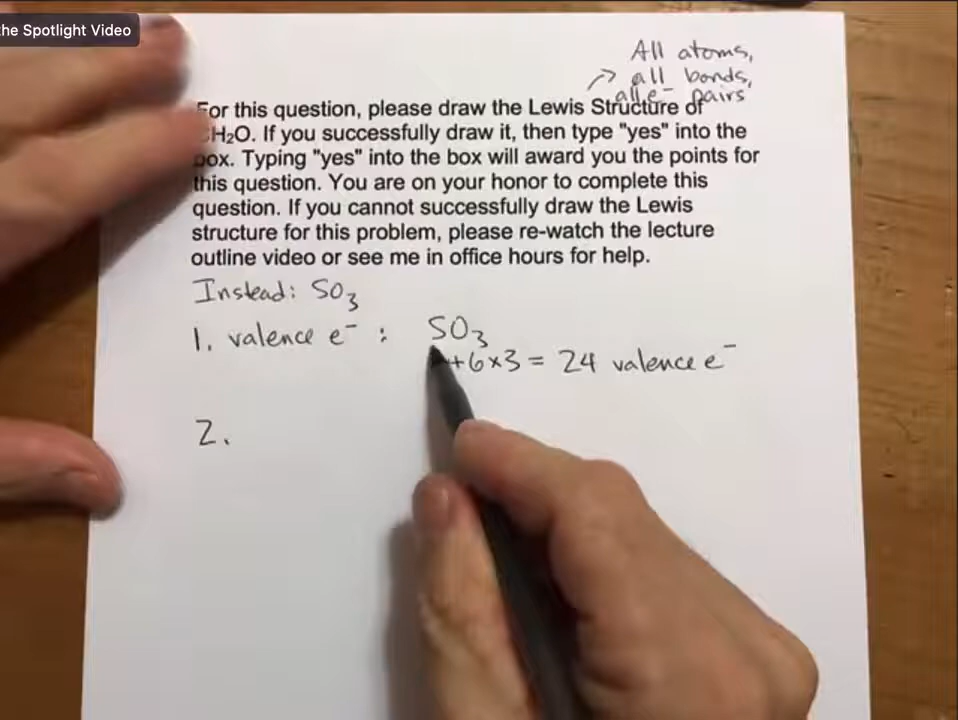 the Spotlight Video
All atoms,
all bonds,
all e⁻ pairs
For this question, please draw the Lewis Structure of
H₂O. If you successfully draw it, then type "yes" into the
box. Typing "yes" into the box will award you the points for
this question. You are on your honor to complete this
question. If you cannot successfully draw the Lewis
structure for this problem, please re-watch the lecture
outline video or see me in office hours for help.
Instead: SO₃
1. valence e⁻ : SO₃
+6×3 = 24 valence e⁻
2.